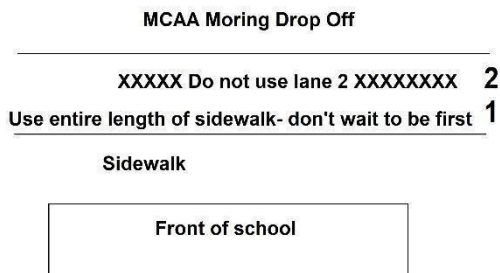 MCAA Moring Drop Off
XXXXX Do not use lane 2 XXXXXXXX 2
Use entire length of sidewalk- don't wait to be first 1
Sidewalk
Front of school